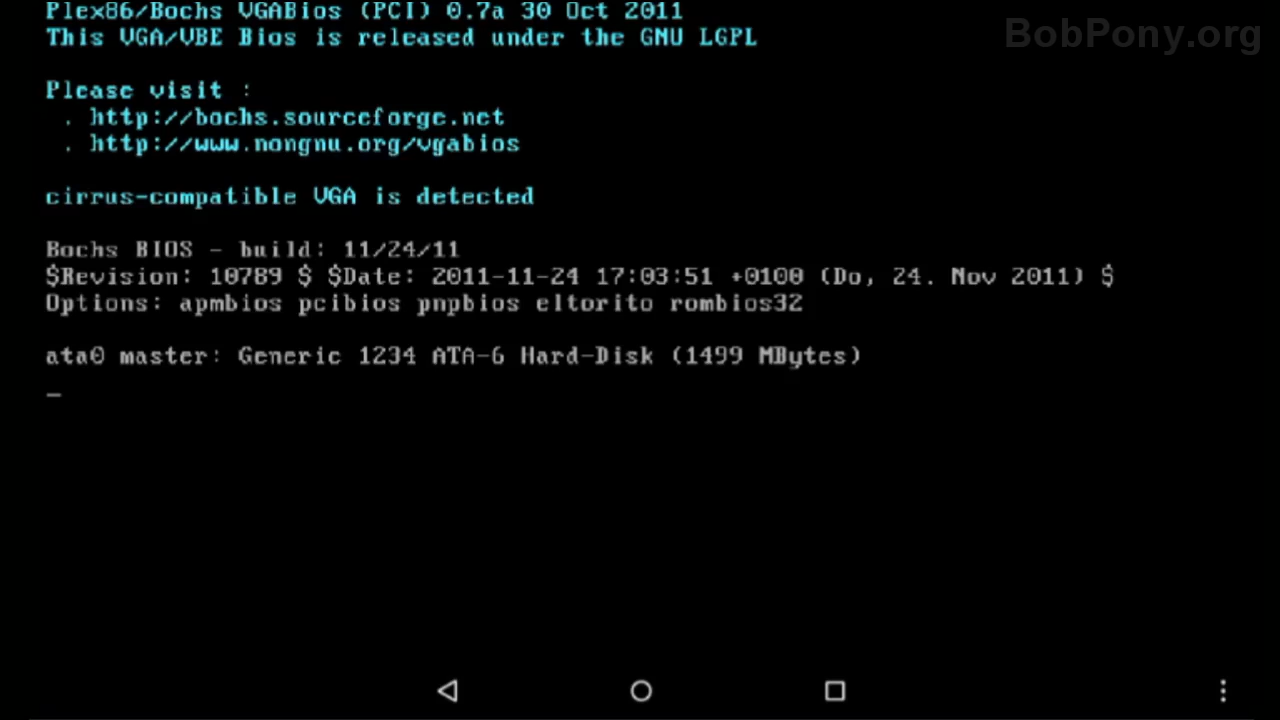 Plex86/Bochs VGABios (PCI) 0.7a 30 Oct 2011
BobPony.org
This VGA/VBE Bios is released under the GNU LGPL
Please visit :
. http://bochs.sourceforge.net
. http://www.nongnu.org/vgabios
cirrus-compatible VGA is detected
Bochs BIOS - build: 11/24/11
$Revision: 10789 $ $Date: 2011-11-24 17:03:51 +0100 (Do, 24. Nov 2011) $
Options: apmbios pcibios pnpbios eltorito rombios32
ata0 master: Generic 1234 ATA-6 Hard-Disk (1499 MBytes)
_